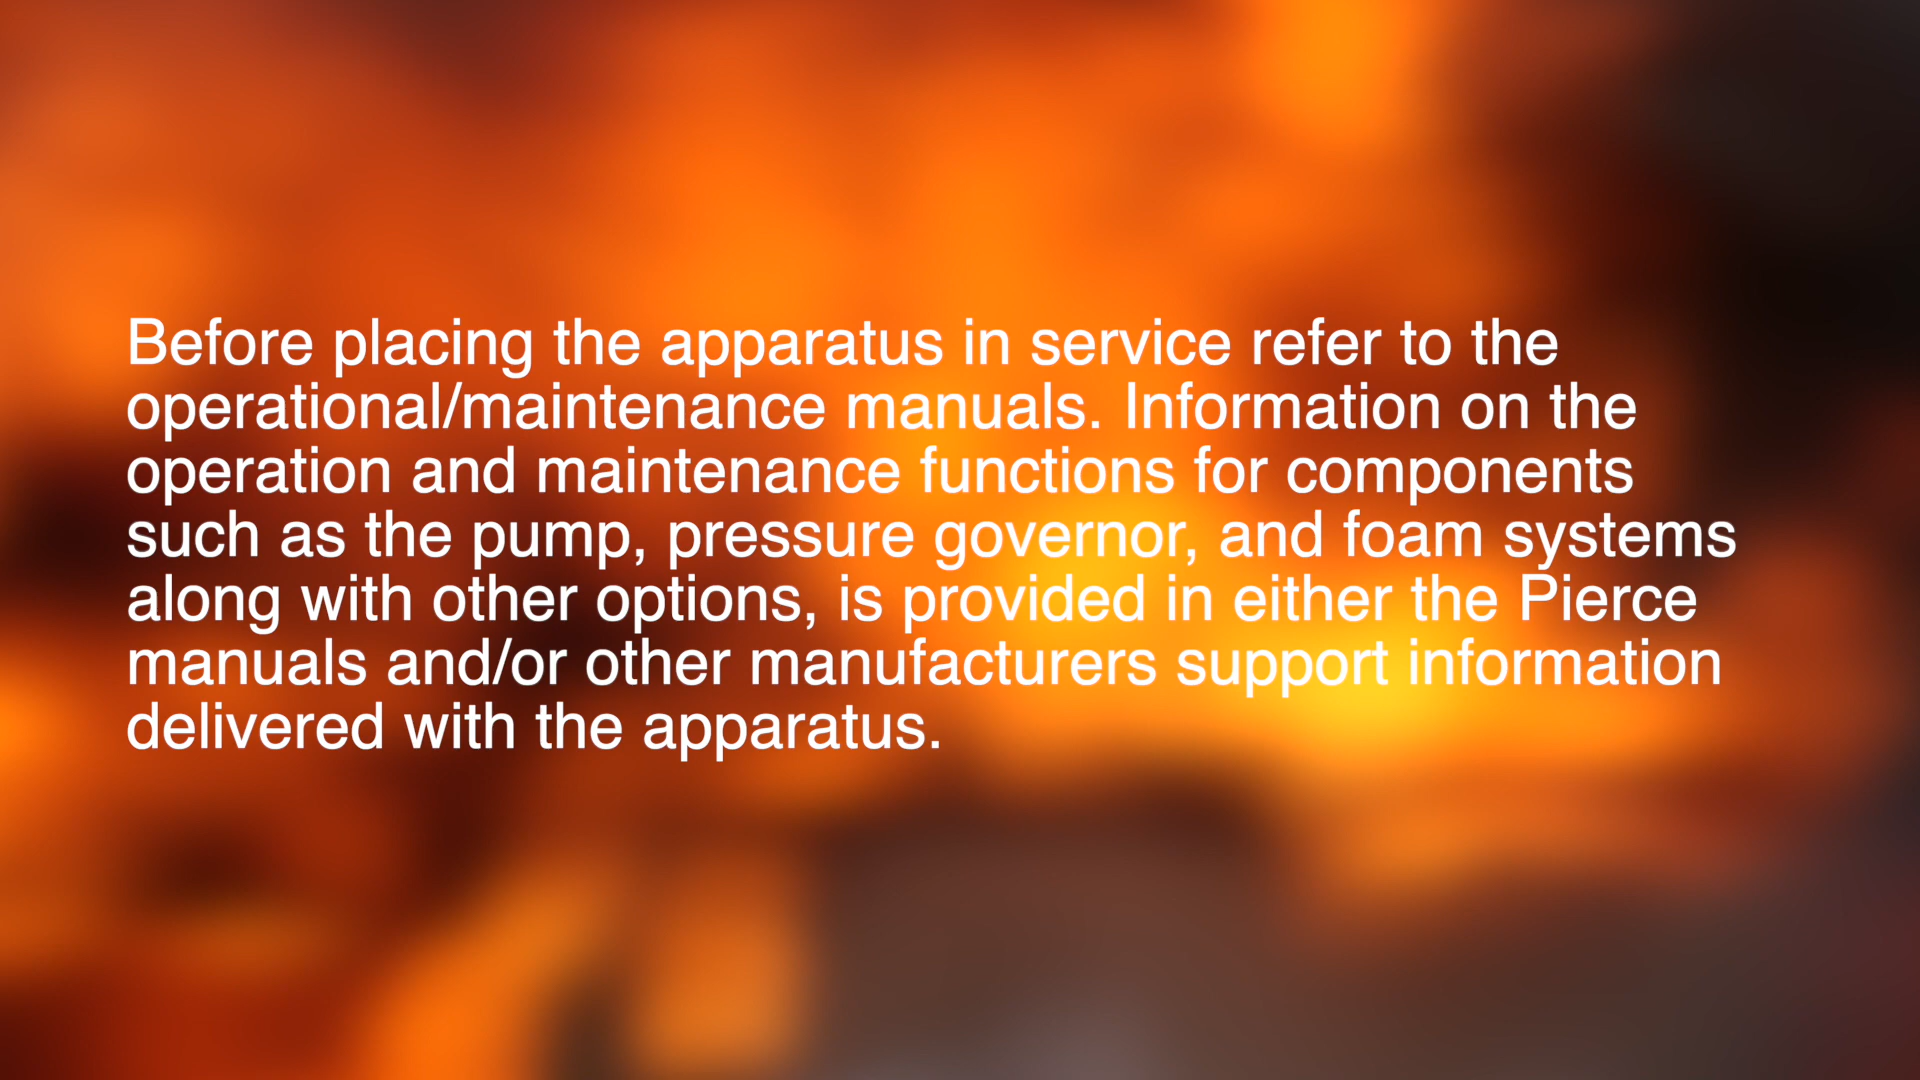 Before placing the apparatus in service refer to the
operational/maintenance manuals. Information on the
operation and maintenance functions for components
such as the pump, pressure governor, and foam systems
along with other options, is provided in either the Pierce
manuals and/or other manufacturers support information
delivered with the apparatus.